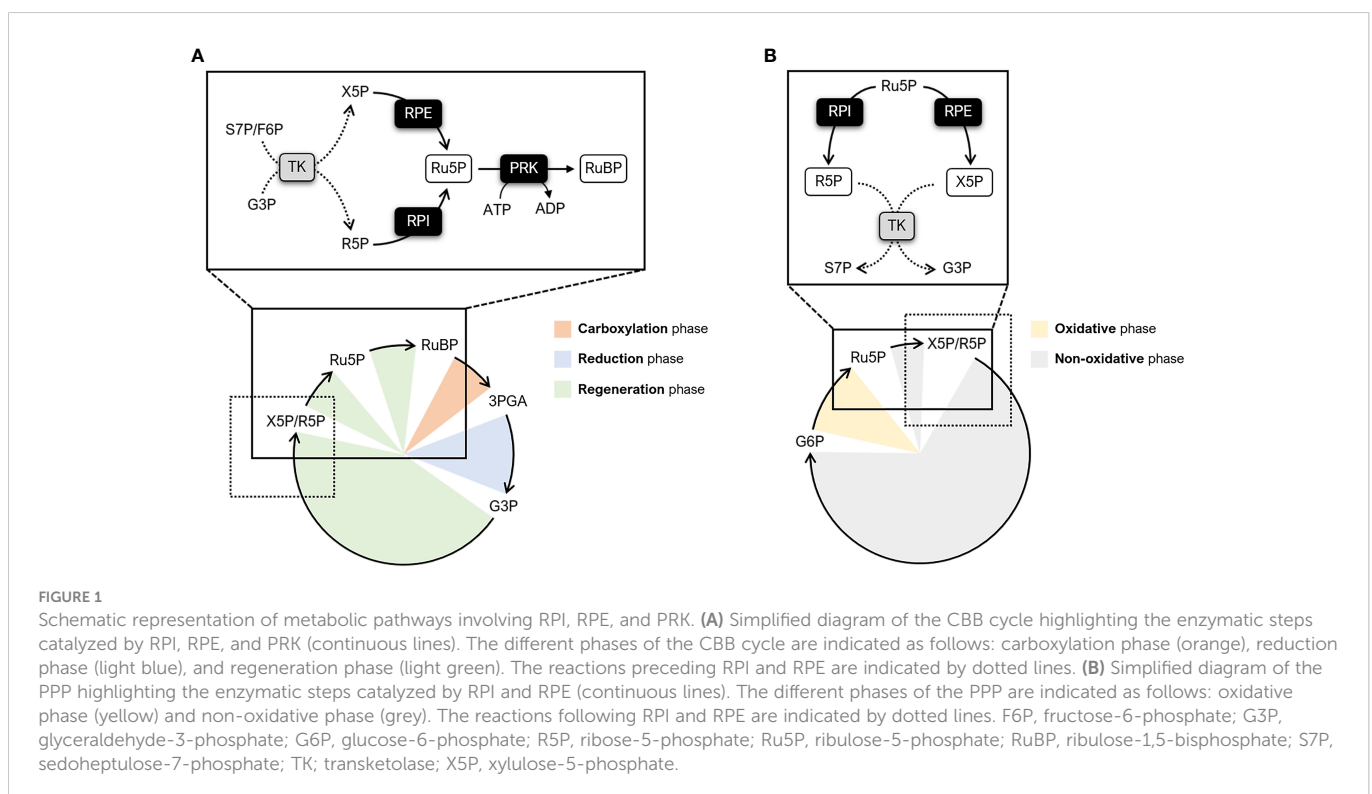 A
X5P
RPE
S7P/F6P
TK
Ru5P
PRK
RuBP
G3P
ATP
ADP
RPI
R5P
Ru5P
RuBP
3PGA
X5P/R5P
G3P
Carboxylation phase
Reduction phase
Regeneration phase
B
Ru5P
RPI
RPE
R5P
X5P
TK
S7P
G3P
Ru5P
X5P/R5P
G6P
Oxidative phase
Non-oxidative phase
FIGURE 1
Schematic representation of metabolic pathways involving RPI, RPE, and PRK. (A) Simplified diagram of the CBB cycle highlighting the enzymatic steps
catalyzed by RPI, RPE, and PRK (continuous lines). The different phases of the CBB cycle are indicated as follows: carboxylation phase (orange), reduction
phase (light blue), and regeneration phase (light green). The reactions preceding RPI and RPE are indicated by dotted lines. (B) Simplified diagram of the
PPP highlighting the enzymatic steps catalyzed by RPI and RPE (continuous lines). The different phases of the PPP are indicated as follows: oxidative
phase (yellow) and non-oxidative phase (grey). The reactions following RPI and RPE are indicated by dotted lines. F6P, fructose-6-phosphate; G3P,
glyceraldehyde-3-phosphate; G6P, glucose-6-phosphate; R5P, ribose-5-phosphate; Ru5P, ribulose-5-phosphate; RuBP, ribulose-1,5-bisphosphate; S7P,
sedoheptulose-7-phosphate; TK; transketolase; X5P, xylulose-5-phosphate.